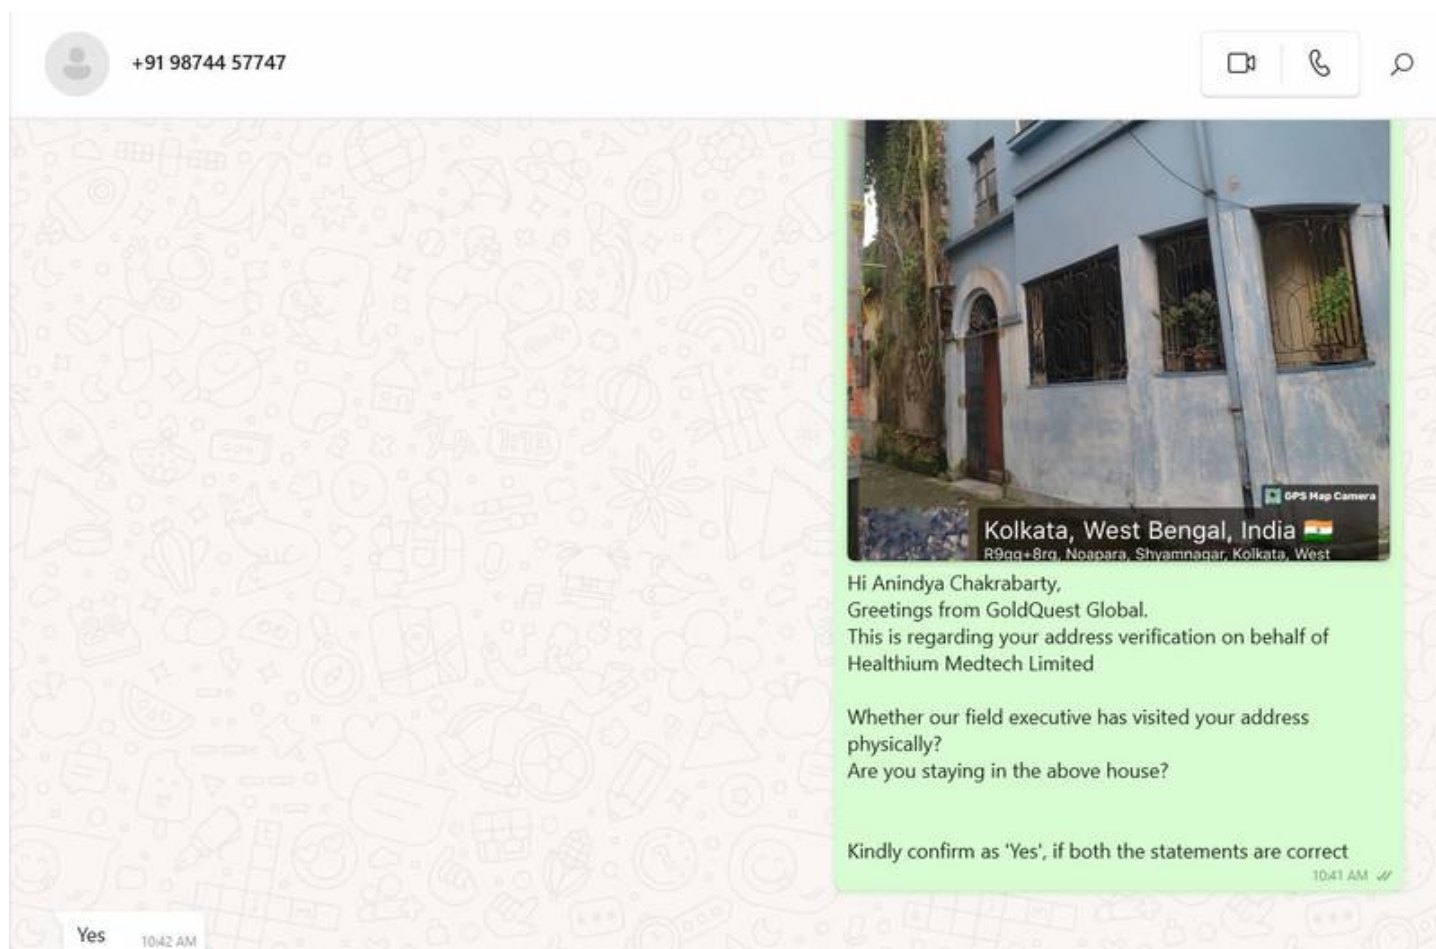 +91 98744 57747
GPS Map Camera
Kolkata, West Bengal, India
R9qq+8rq, Noapara, Shyamnagar, Kolkata, West
Hi Anindya Chakrabarty,
Greetings from GoldQuest Global.
This is regarding your address verification on behalf of
Healthium Medtech Limited
Whether our field executive has visited your address
physically?
Are you staying in the above house?
Kindly confirm as 'Yes', if both the statements are correct
10:41 AM
Yes
10:42 AM